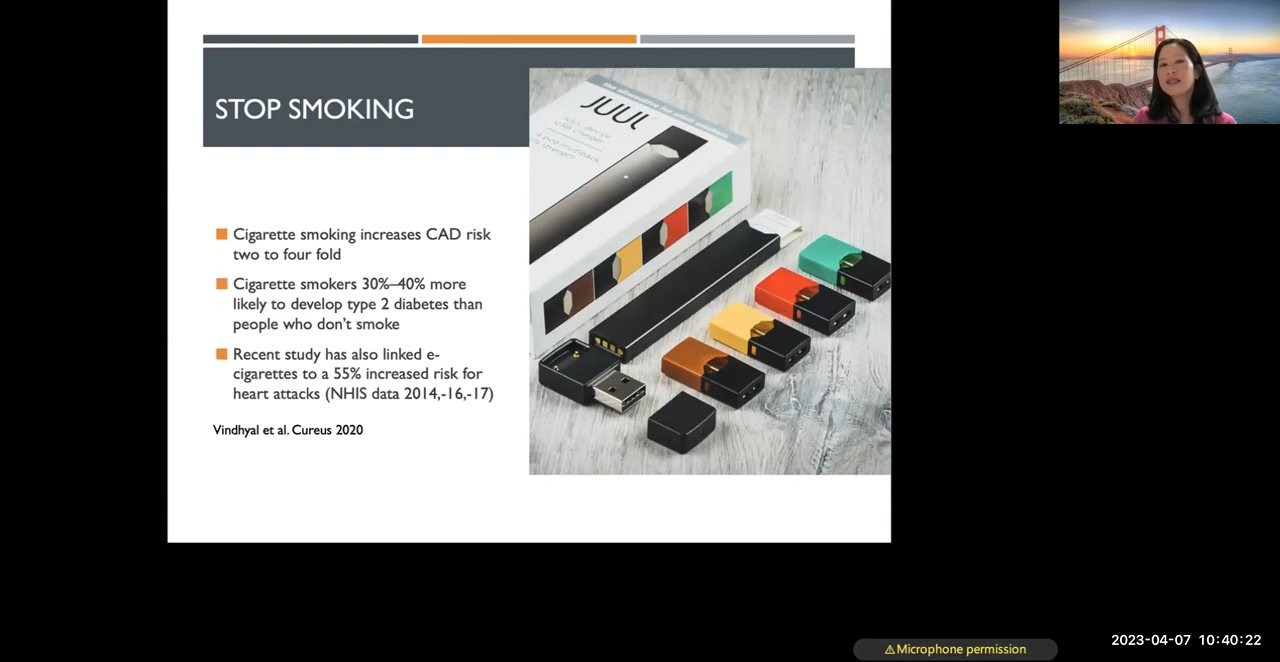 STOP SMOKING
Cigarette smoking increases CAD risk
two to four fold
Cigarette smokers 30%–40% more
likely to develop type 2 diabetes than
people who don’t smoke
Recent study has also linked e-
cigarettes to a 55% increased risk for
heart attacks (NHIS data 2014,-16,-17)
Vindhyal et al. Cureus 2020
JUUL
⚠Microphone permission
2023-04-07 10:40:22